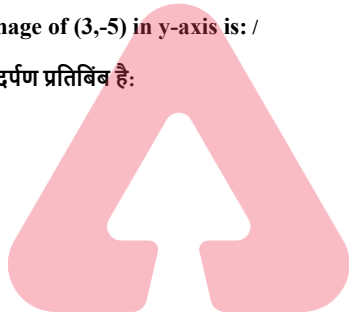 nage of (3,-5) in y-axis is: /
दर्पण प्रतिबिंब है: